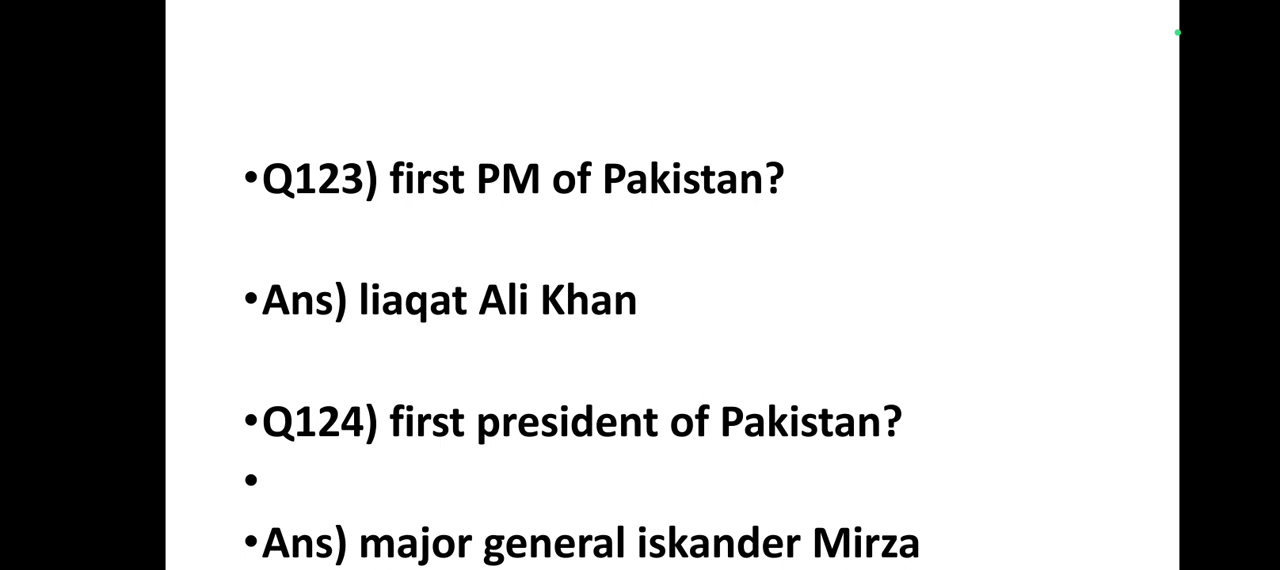 •Q123) first PM of Pakistan?
•Ans) liaqat Ali Khan
•Q124) first president of Pakistan?
•
•Ans) major general iskander Mirza